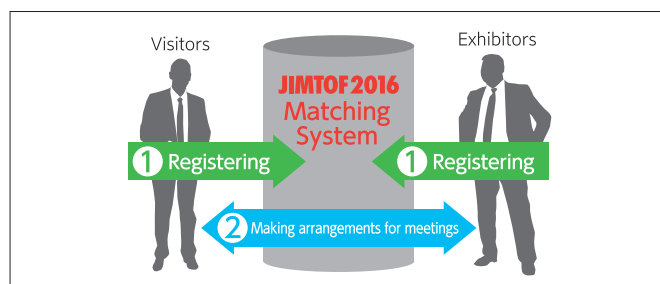 Visitors
Exhibitors
JIMTOF2016
Matching
System
1 Registering
1 Registering
2 Making arrangements for meetings